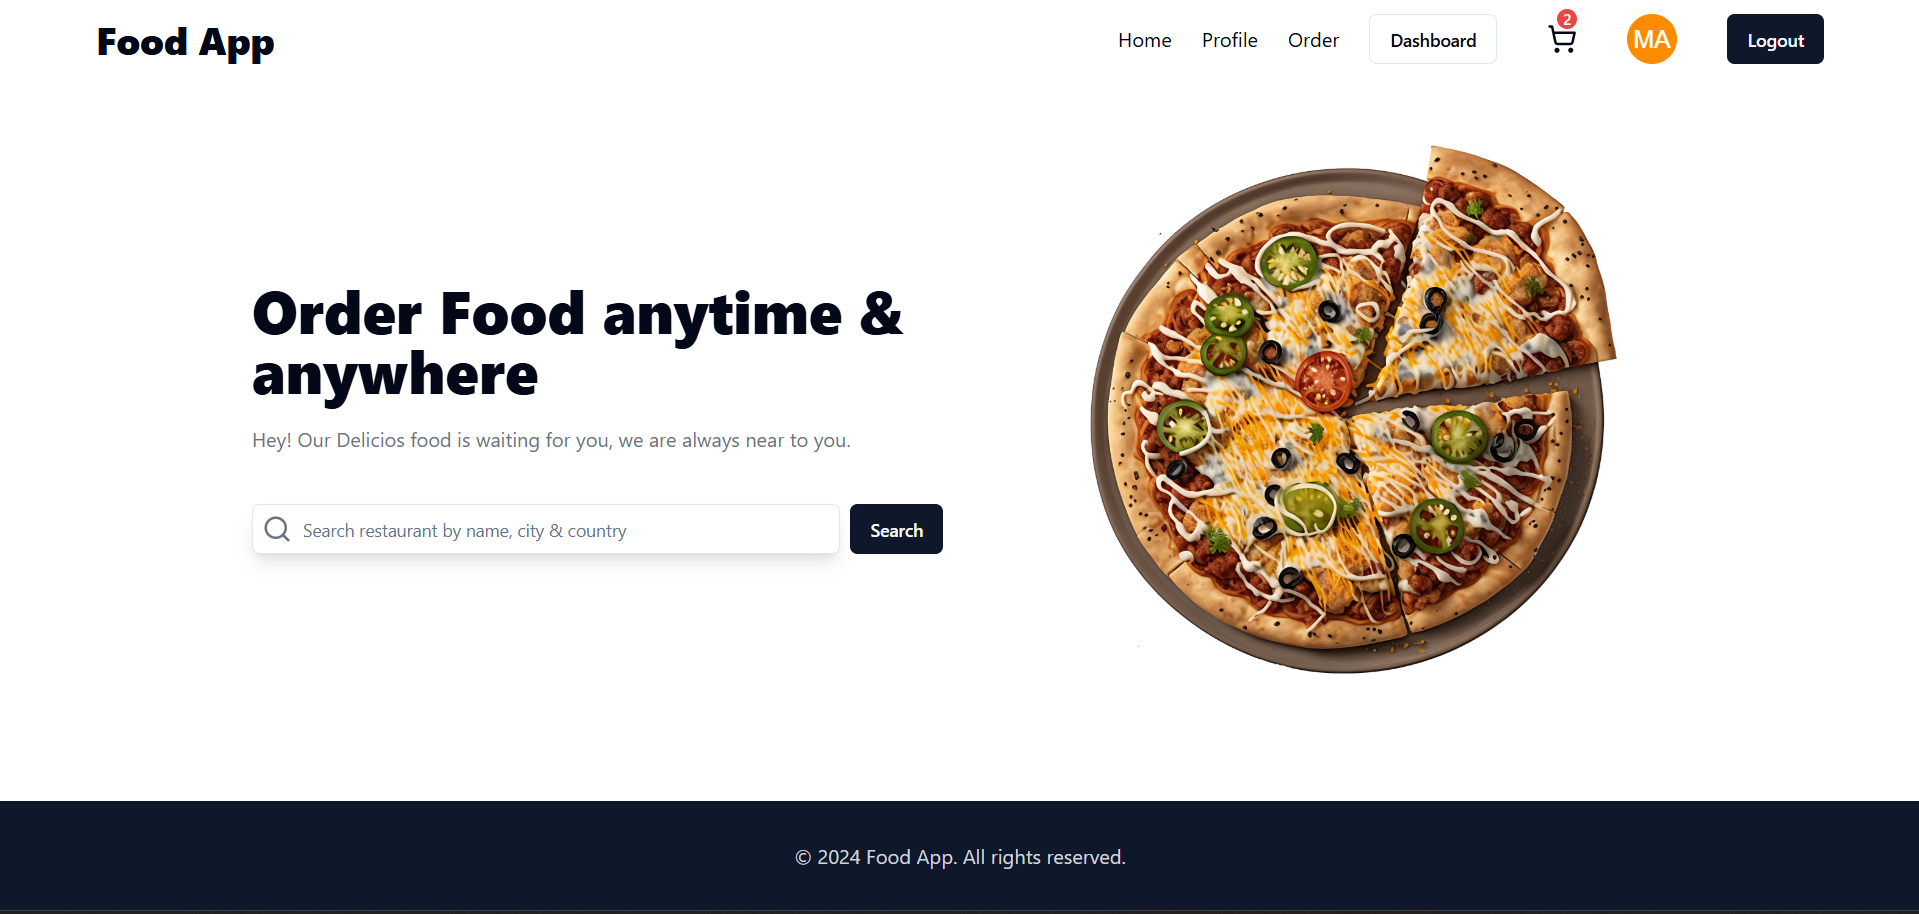 Food App
Home
Profile
Order
Dashboard
2
MA
Logout
Order Food anytime &
anywhere
Hey! Our Delicios food is waiting for you, we are always near to you.
Search restaurant by name, city & country
Search
© 2024 Food App. All rights reserved.